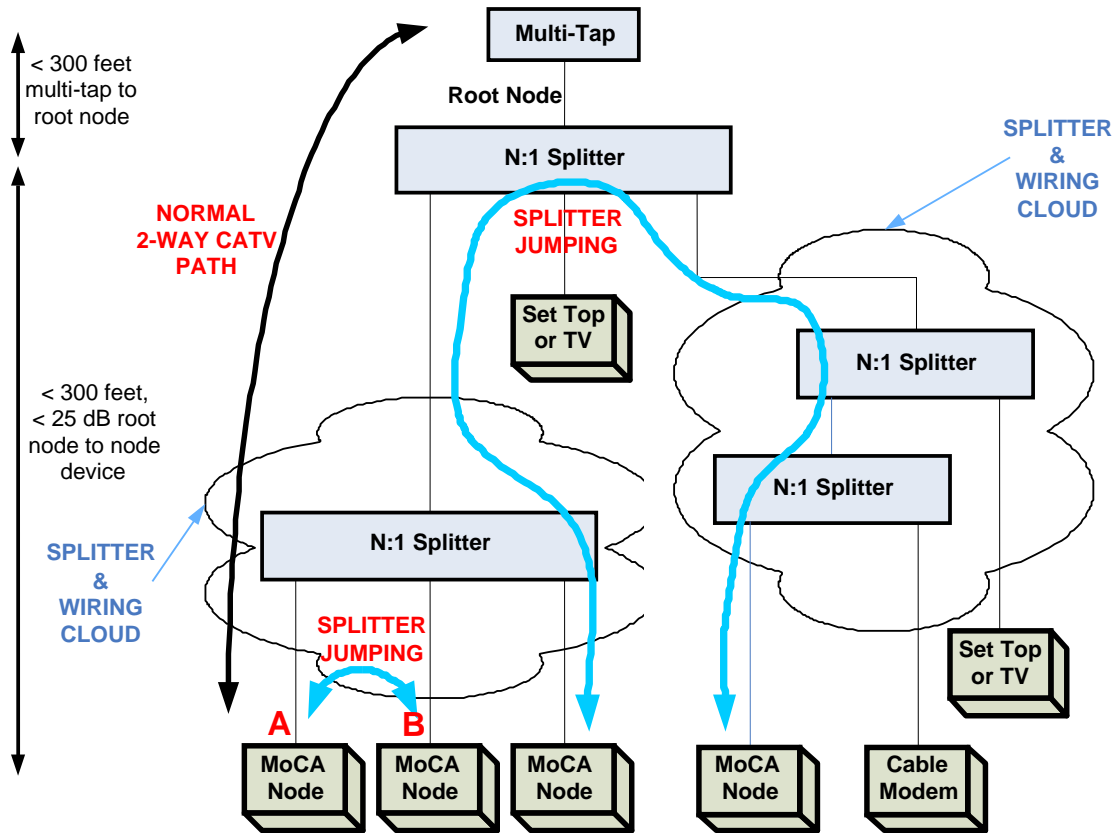 Multi-Tap
< 300 feet
multi-tap to
root node
Root Node
N:1 Splitter
SPLITTER
&
WIRING
CLOUD
NORMAL
2-WAY CATV
PATH
SPLITTER
JUMPING
Set Top
or TV
N:1 Splitter
< 300 feet,
< 25 dB root
node to node
device
N:1 Splitter
N:1 Splitter
SPLITTER
&
WIRING
CLOUD
SPLITTER
JUMPING
Set Top
or TV
A
B
MoCA
Node
MoCA
Node
MoCA
Node
MoCA
Node
Cable
Modem